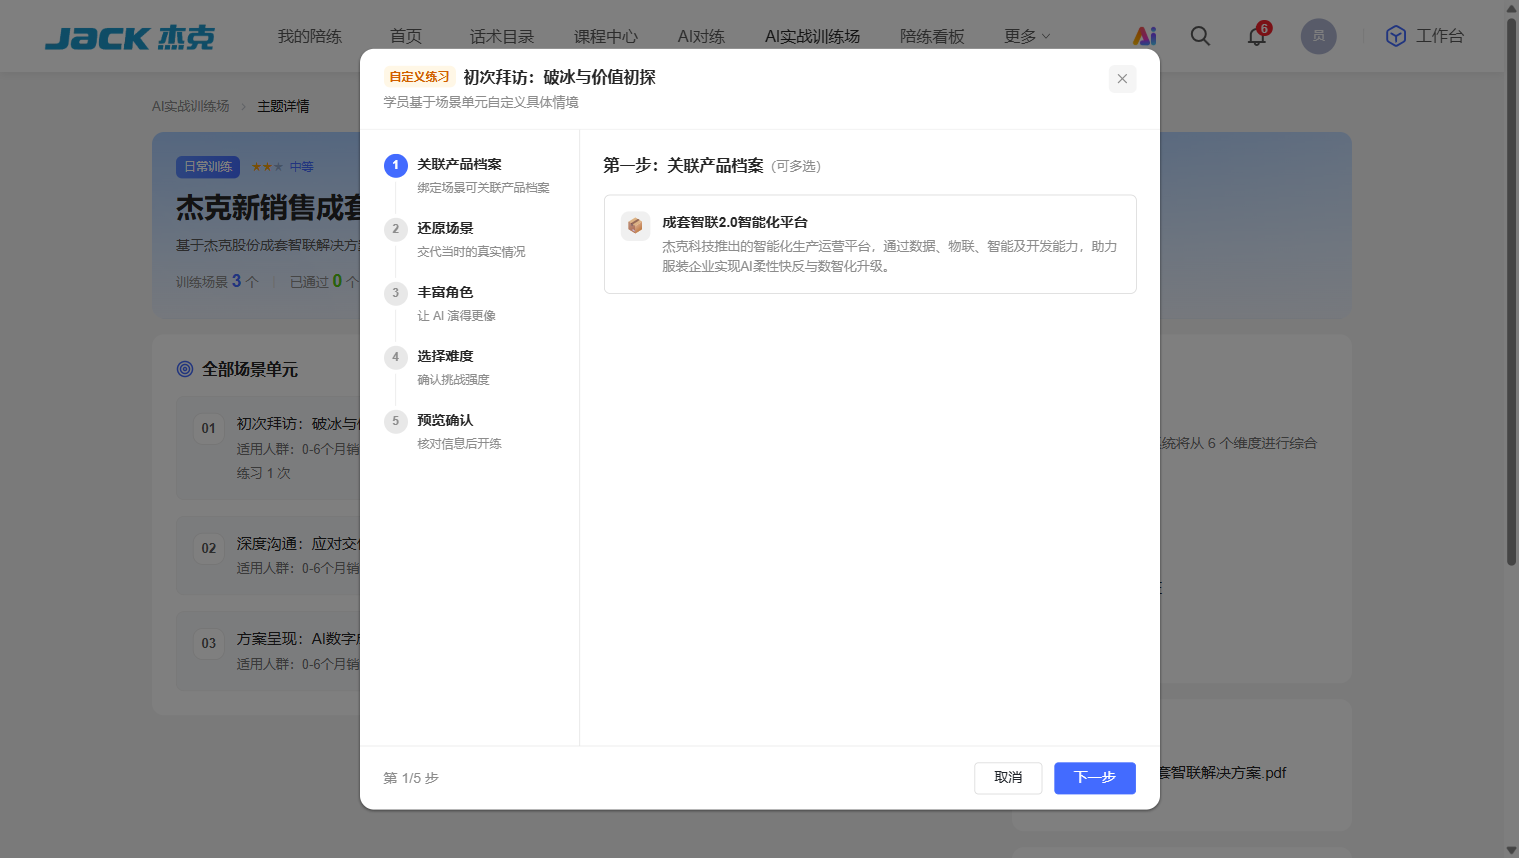 JACK 杰克
我的陪练
首页
话术目录
课程中心
AI对练
AI实战训练场
陪练看板
更多
Ai
6
员
工作台
AI实战训练场 › 主题详情
日常训练
中等
杰克新销售成套
基于杰克股份成套智联解决方
训练场景 3 个
已通过 0 个
全部场景单元
01
初次拜访：破冰与
适用人群：0-6个月销
练习 1 次
02
深度沟通：应对交
适用人群：0-6个月销
03
方案呈现：AI数字
适用人群：0-6个月销
统将从 6 个维度进行综合
套智联解决方案.pdf
自定义练习 初次拜访：破冰与价值初探
学员基于场景单元自定义具体情境
1 关联产品档案
绑定场景可关联产品档案
2 还原场景
交代当时的真实情况
3 丰富角色
让 AI 演得更像
4 选择难度
确认挑战强度
5 预览确认
核对信息后开练
第一步：关联产品档案 (可多选)
成套智联2.0智能化平台
杰克科技推出的智能化生产运营平台，通过数据、物联、智能及开发能力，助力
服装企业实现AI柔性快反与数智化升级。
第 1/5 步
取消
下一步